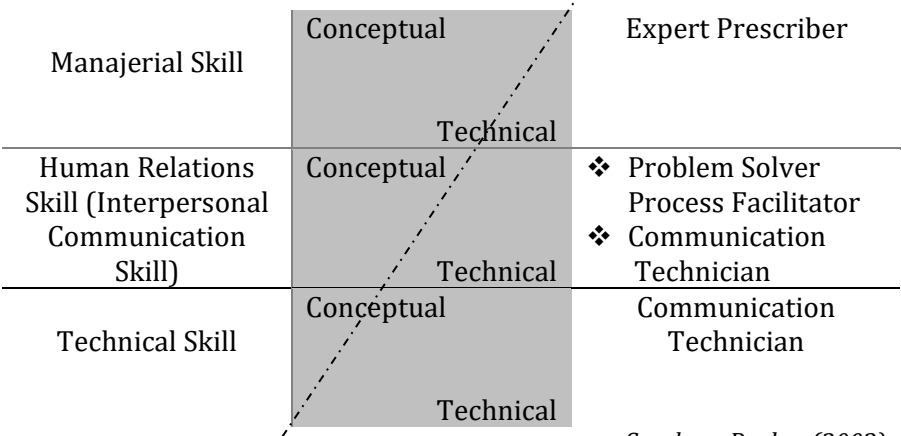 Manajerial Skill
Conceptual
Technical
Expert Prescriber
Human Relations
Skill (Interpersonal
Communication
Skill)
Conceptual
Technical
❖ Problem Solver
Process Facilitator
❖ Communication
Technician
Technical Skill
Conceptual
Technical
Communication
Technician